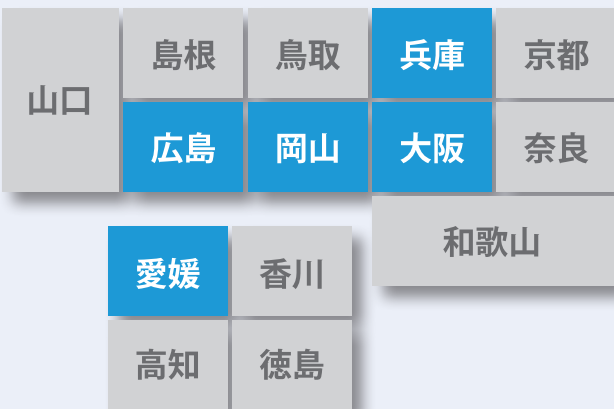 島根 鳥取 兵庫 京都
山口
広島 岡山 大阪 奈良
和歌山
愛媛 香川
高知 徳島